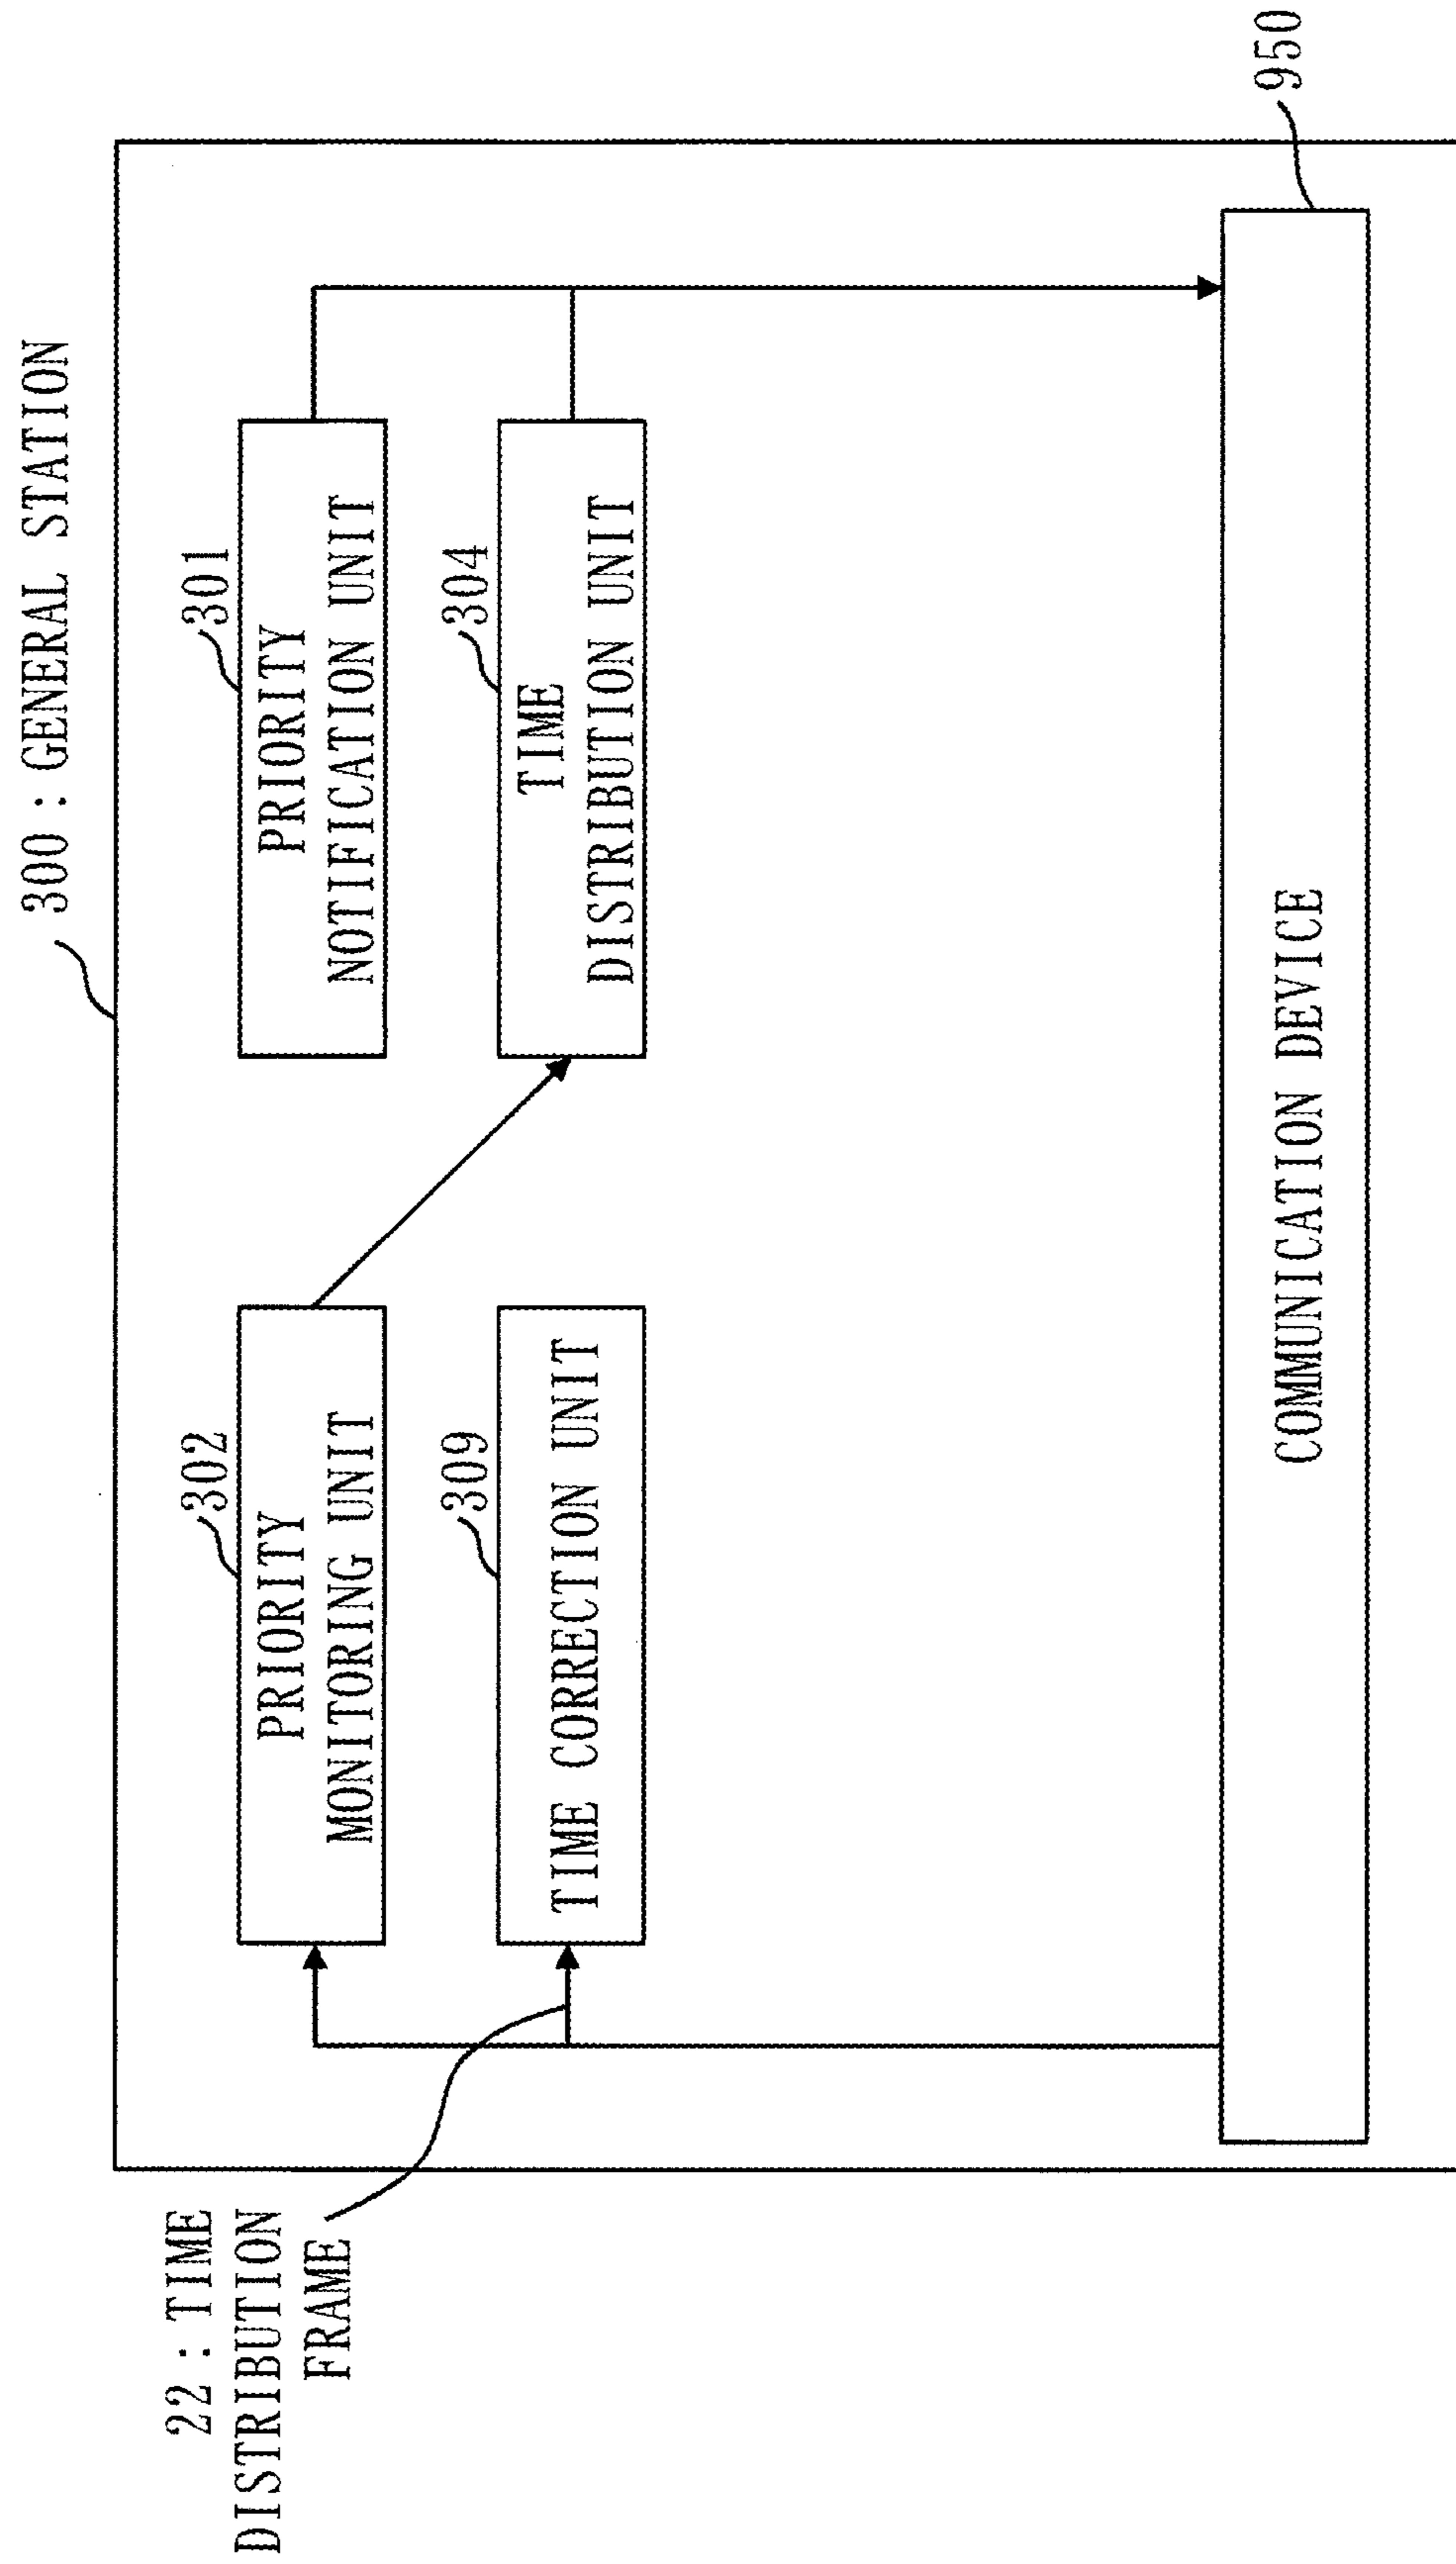 300 : GENERAL STATION
302
PRIORITY
MONITORING UNIT
301
PRIORITY
NOTIFICATION UNIT
22 : TIME
DISTRIBUTION
FRAME
309
TIME CORRECTION UNIT
304
TIME
DISTRIBUTION UNIT
COMMUNICATION DEVICE
950